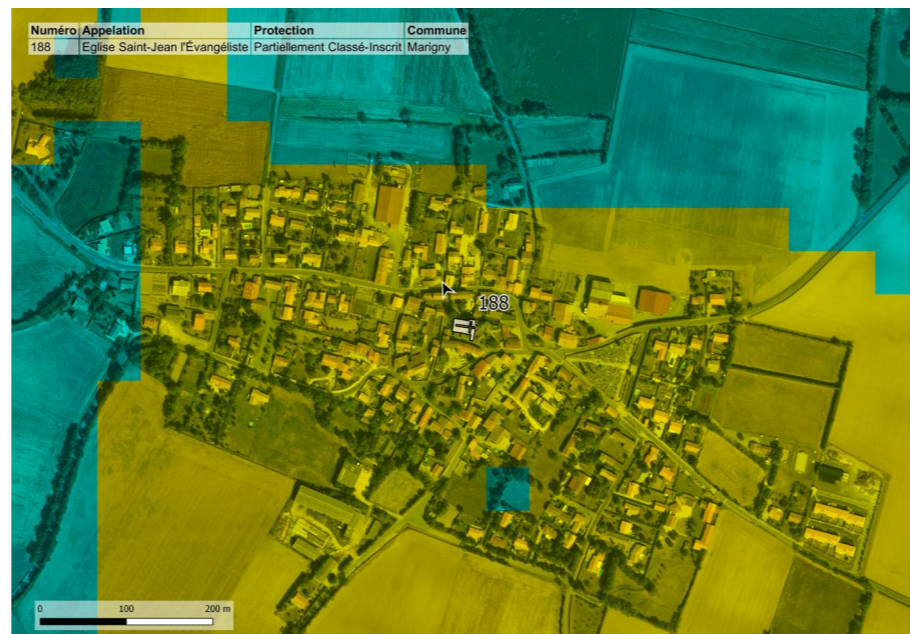 Numéro Appelation Protection Commune
188 Eglise Saint-Jean l'Évangéliste Partiellement Classé-Inscrit Marigny
188
0 100 200 m